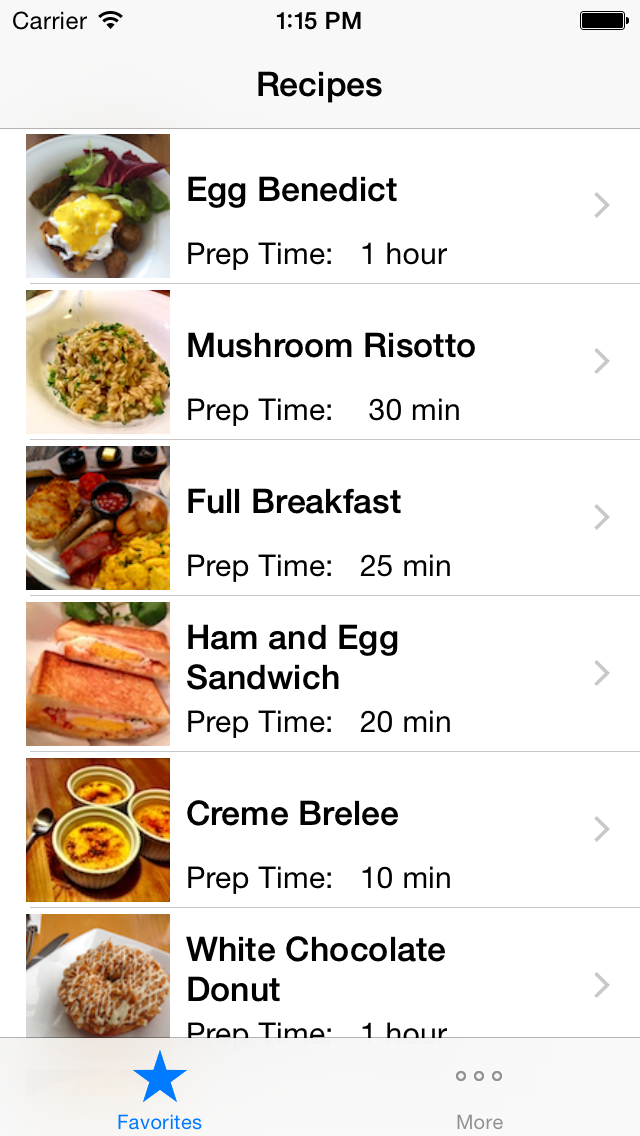 Carrier 1:15 PM
Recipes
Egg Benedict
Prep Time: 1 hour
Mushroom Risotto
Prep Time: 30 min
Full Breakfast
Prep Time: 25 min
Ham and Egg
Sandwich
Prep Time: 20 min
Creme Brelee
Prep Time: 10 min
White Chocolate
Donut
Prep Time: 1 hour
Favorites More